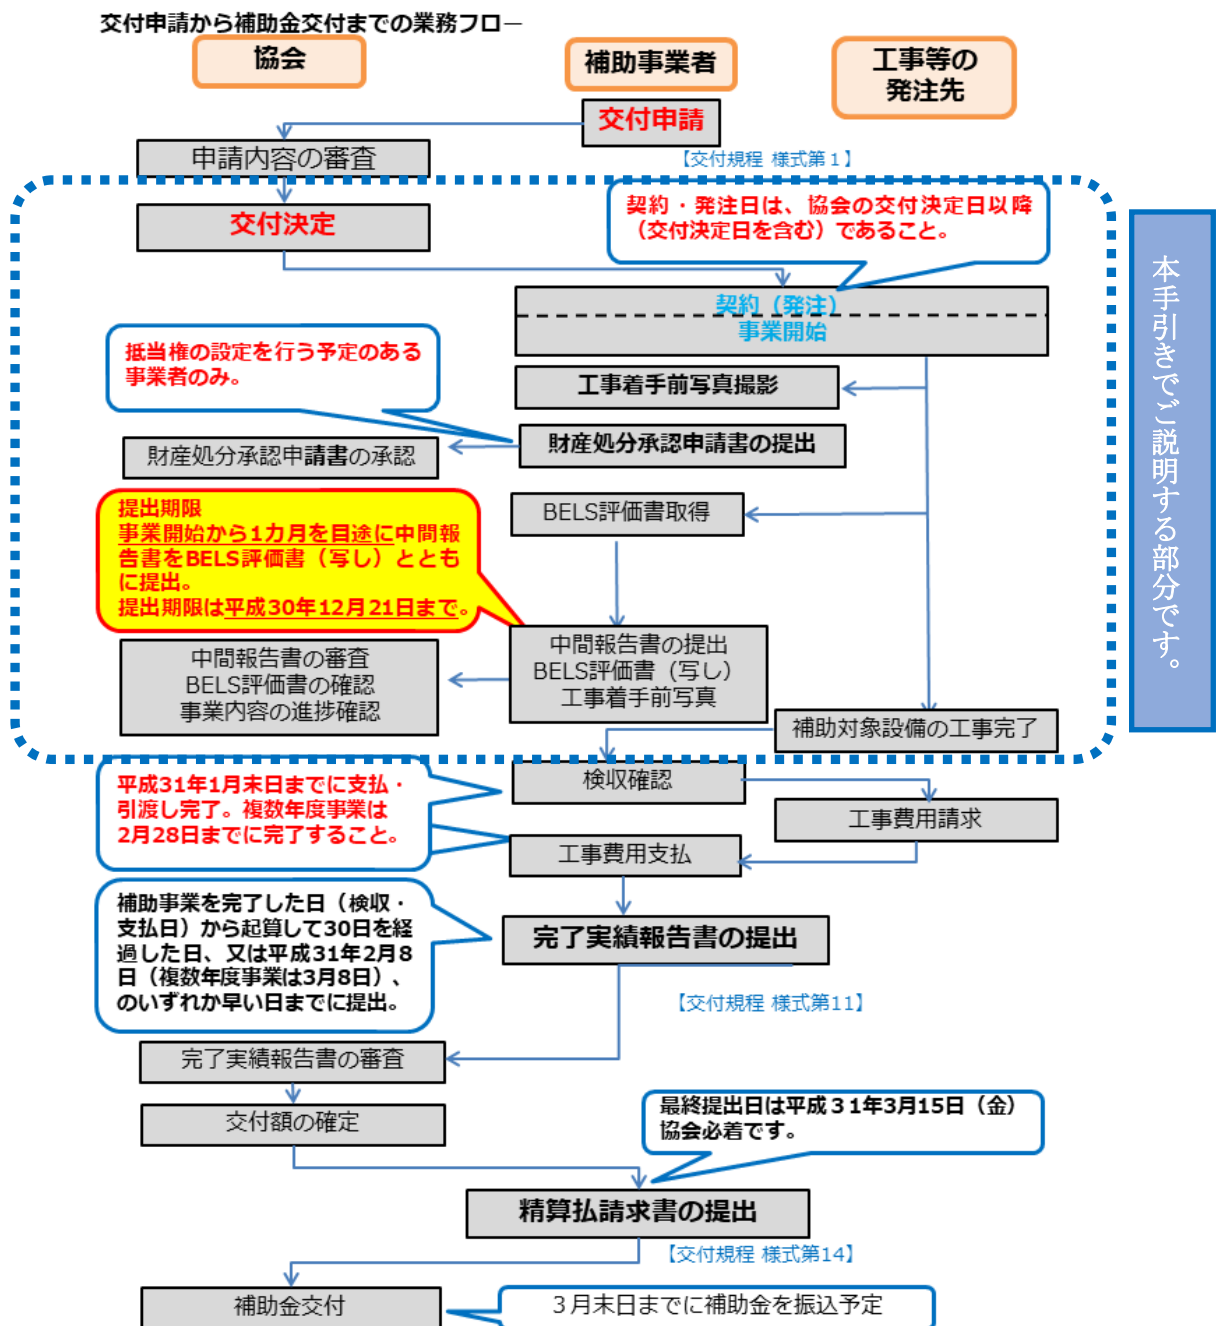 交付申請から補助金交付までの業務フロー
協会
補助事業者
工事等の
発注先
交付申請
申請内容の審査
【交付規程 様式第１】
交付決定
契約・発注日は、協会の交付決定日以降
（交付決定日を含む）であること。
本手引きでご説明する部分です。
契約（発注）
事業開始
抵当権の設定を行う予定のある
事業者のみ。
工事着手前写真撮影
財産処分承認申請書の承認
財産処分承認申請書の提出
提出期限
事業開始から1カ月を目途に中間報
告書をBELS評価書（写し）ととも
に提出。
提出期限は平成30年12月21日まで。
BELS評価書取得
中間報告書の審査
BELS評価書の確認
事業内容の進捗確認
中間報告書の提出
BELS評価書（写し）
工事着手前写真
補助対象設備の工事完了
平成31年1月末日までに支払・
引渡し完了。複数年度事業は
2月28日までに完了すること。
検収確認
工事費用請求
工事費用支払
補助事業を完了した日（検収・
支払日）から起算して30日を経
過した日、又は平成31年2月8
日（複数年度事業は3月8日）、
のいずれか早い日までに提出。
完了実績報告書の提出
【交付規程 様式第11】
完了実績報告書の審査
交付額の確定
最終提出日は平成３1年3月15日（金）
協会必着です。
精算払請求書の提出
【交付規程 様式第14】
補助金交付
３月末日までに補助金を振込予定